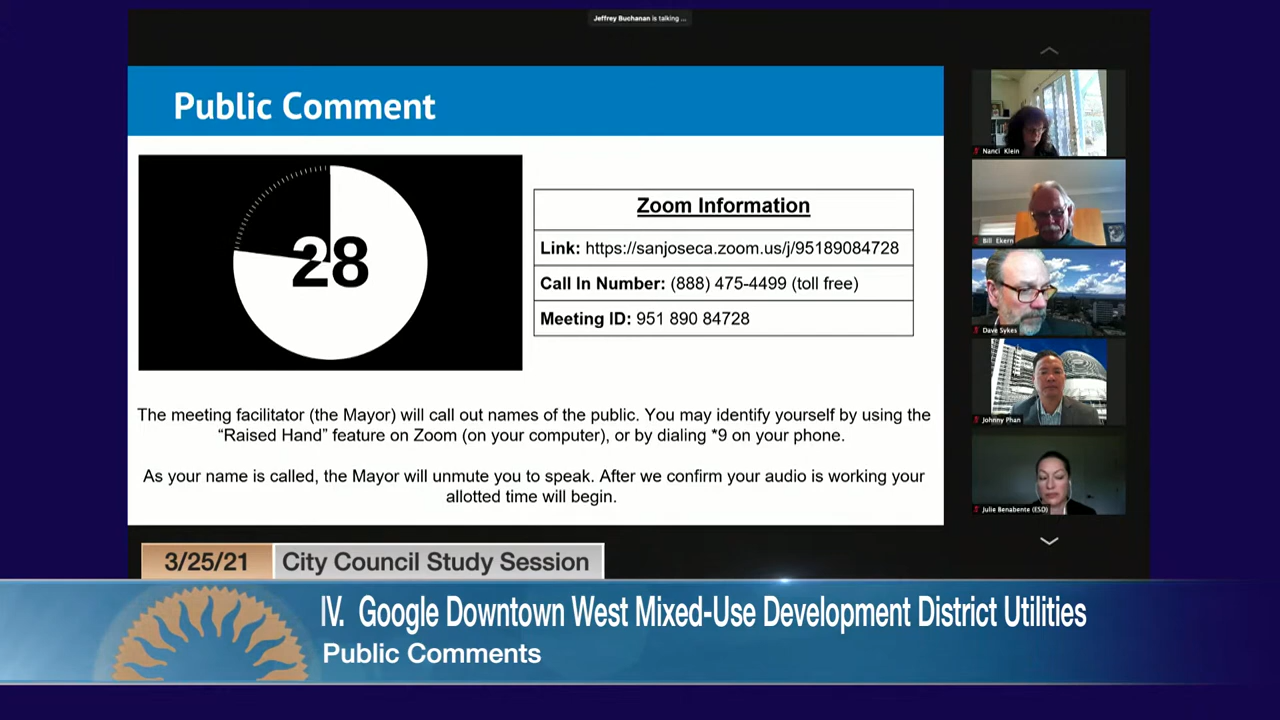 Jeffrey Buchanan is talking ...
Public Comment
28
Zoom Information
Link: https://sanjoseca.zoom.us/j/95189084728
Call In Number: (888) 475-4499 (toll free)
Meeting ID: 951 890 84728
The meeting facilitator (the Mayor) will call out names of the public. You may identify yourself by using the
“Raised Hand” feature on Zoom (on your computer), or by dialing *9 on your phone.
As your name is called, the Mayor will unmute you to speak. After we confirm your audio is working your
allotted time will begin.
Nanci Klein
Bill Ekern
Dave Sykes
Johnny Phan
Julie Benabente (ESD)
3/25/21
City Council Study Session
IV. Google Downtown West Mixed-Use Development District Utilities
Public Comments